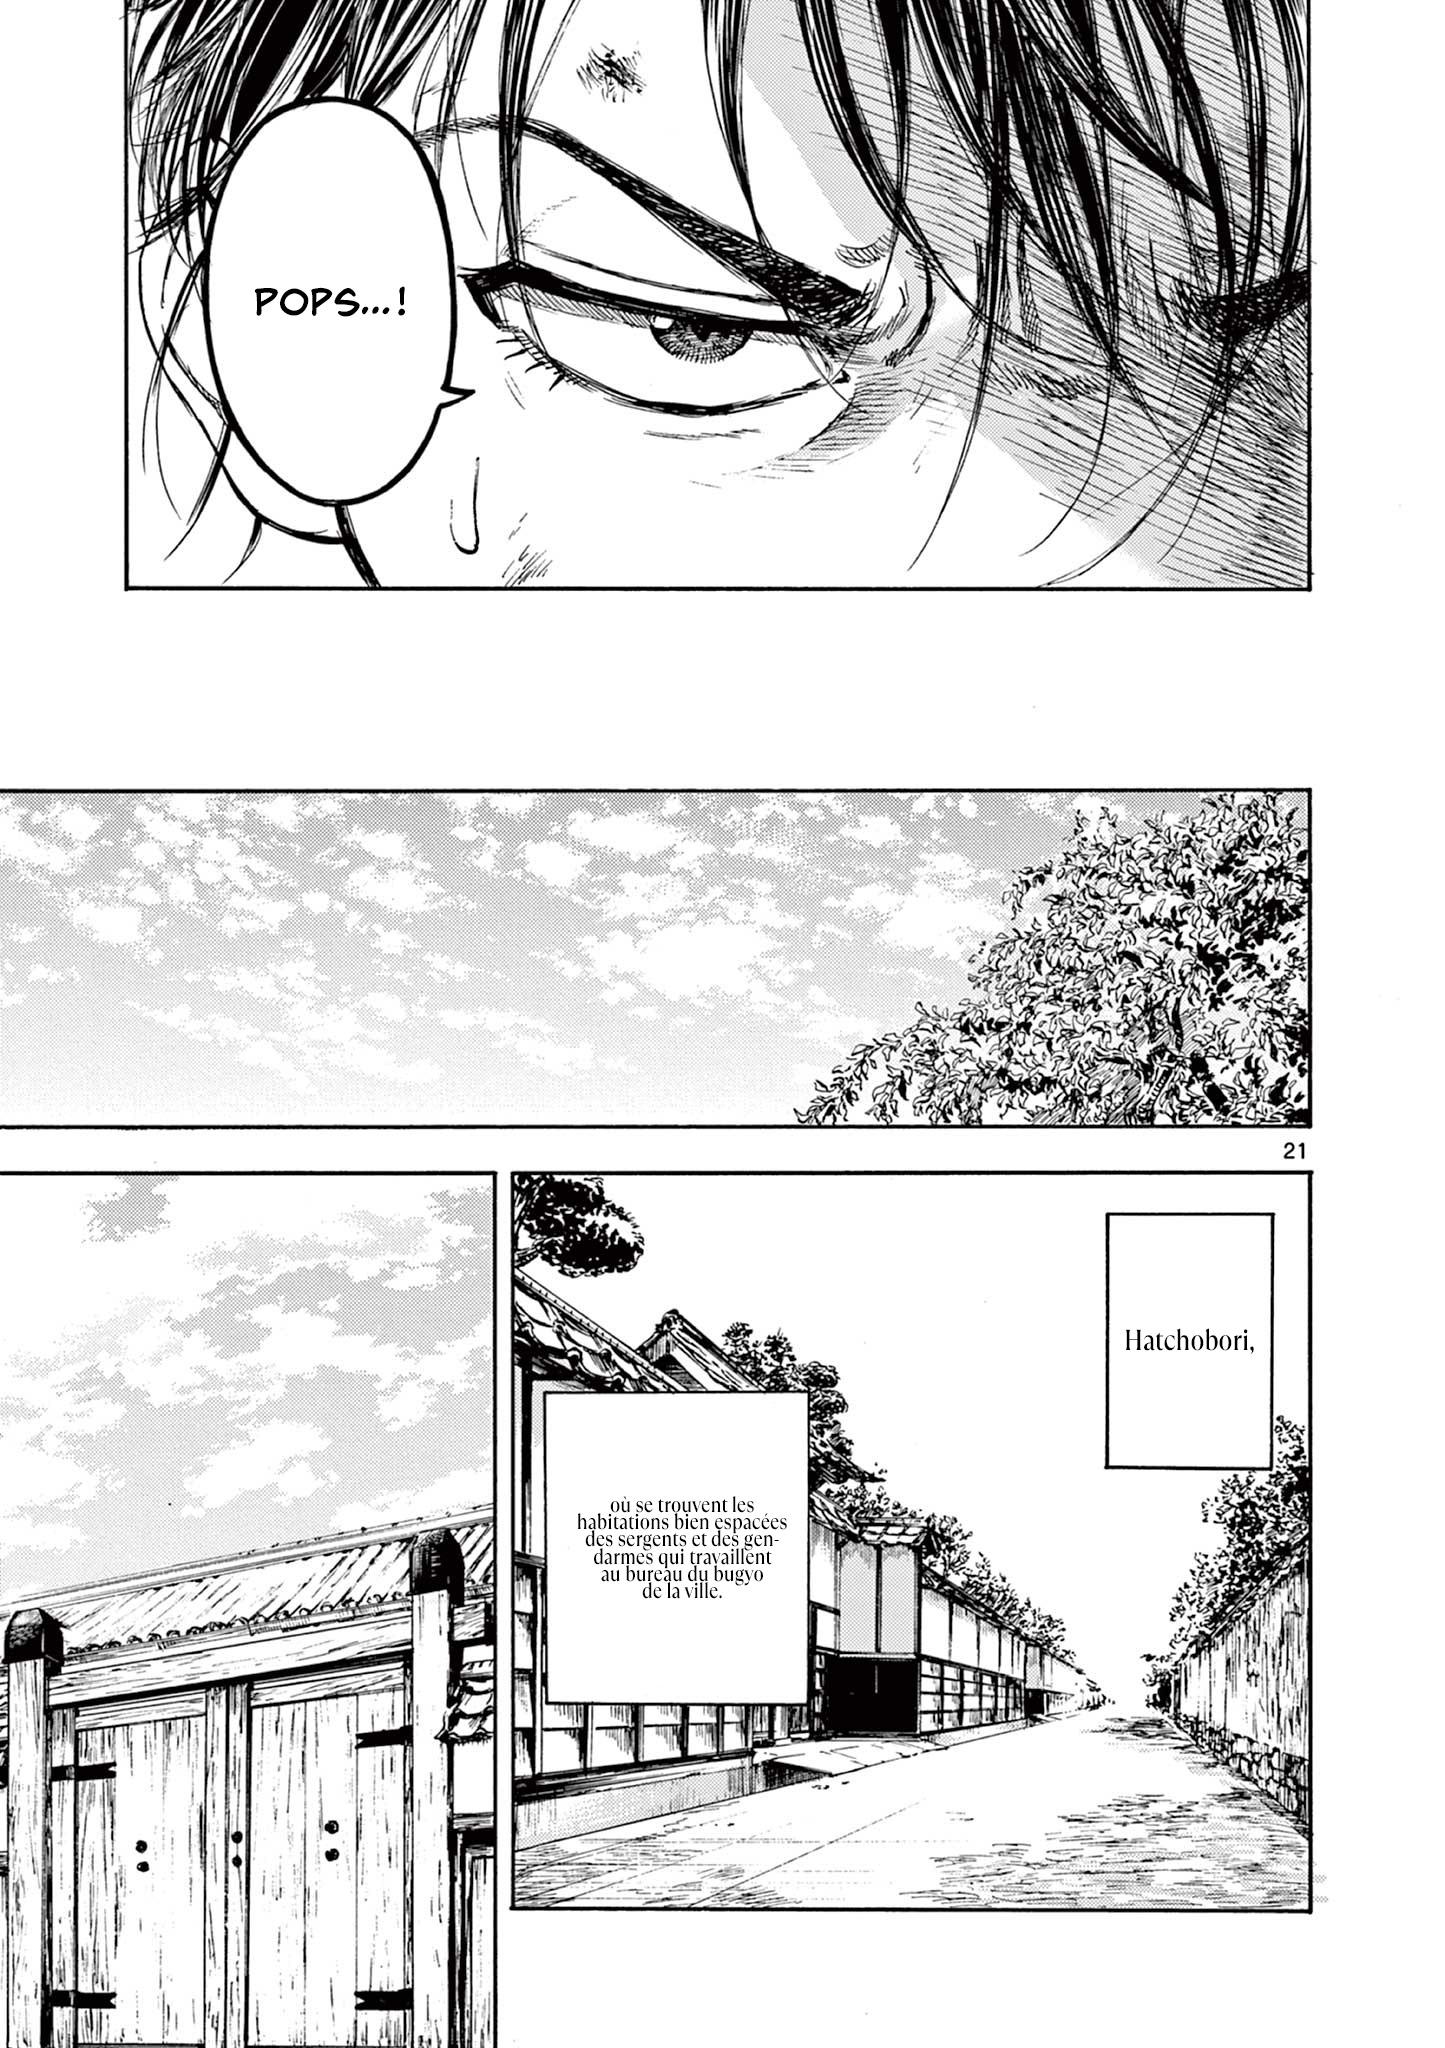 POPS...!
21
Hatchobori,
où se trouvent les
habitations bien espacées
des sergents et des gen-
darmes qui travaillent
au bureau du bugyo
de la ville.